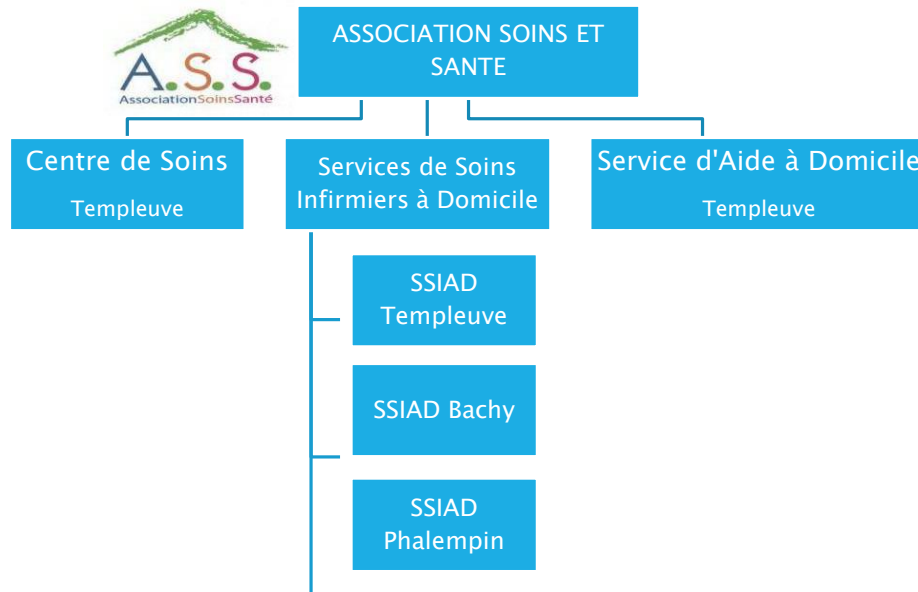 ASSOCIATION SOINS ET
SANTE
A.S.S.
AssociationSoinsSanté
Centre de Soins
Templeuve
Services de Soins
Infirmiers à Domicile
Service d'Aide à Domicile
Templeuve
SSIAD
Templeuve
SSIAD Bachy
SSIAD
Phalempin